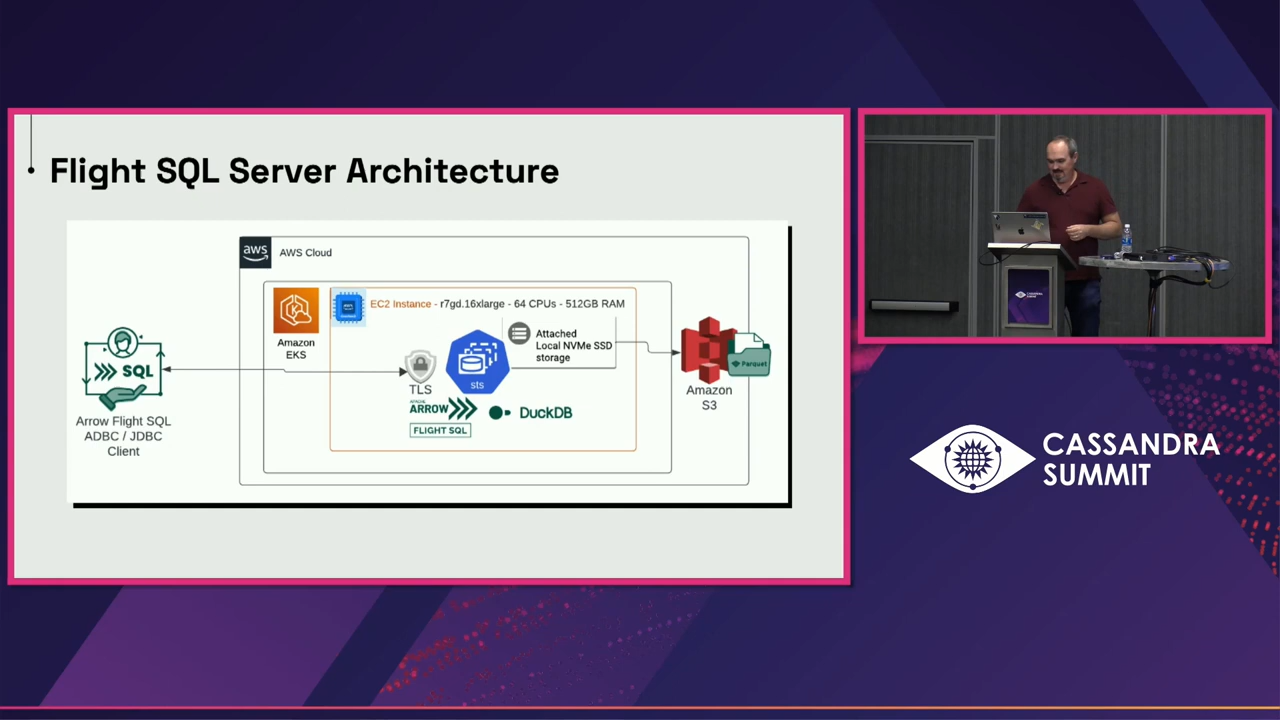 Flight SQL Server Architecture
aws
AWS Cloud
Amazon
EKS
EC2 Instance - r7gd.16xlarge - 64 CPUs - 512GB RAM
Attached
Local NVMe SSD
storage
SQL
Arrow Flight SQL
ADBC / JDBC
Client
TLS
sts
APACHE
ARROW
FLIGHT SQL
DuckDB
Parquet
Amazon
S3
CASSANDRA
SUMMIT